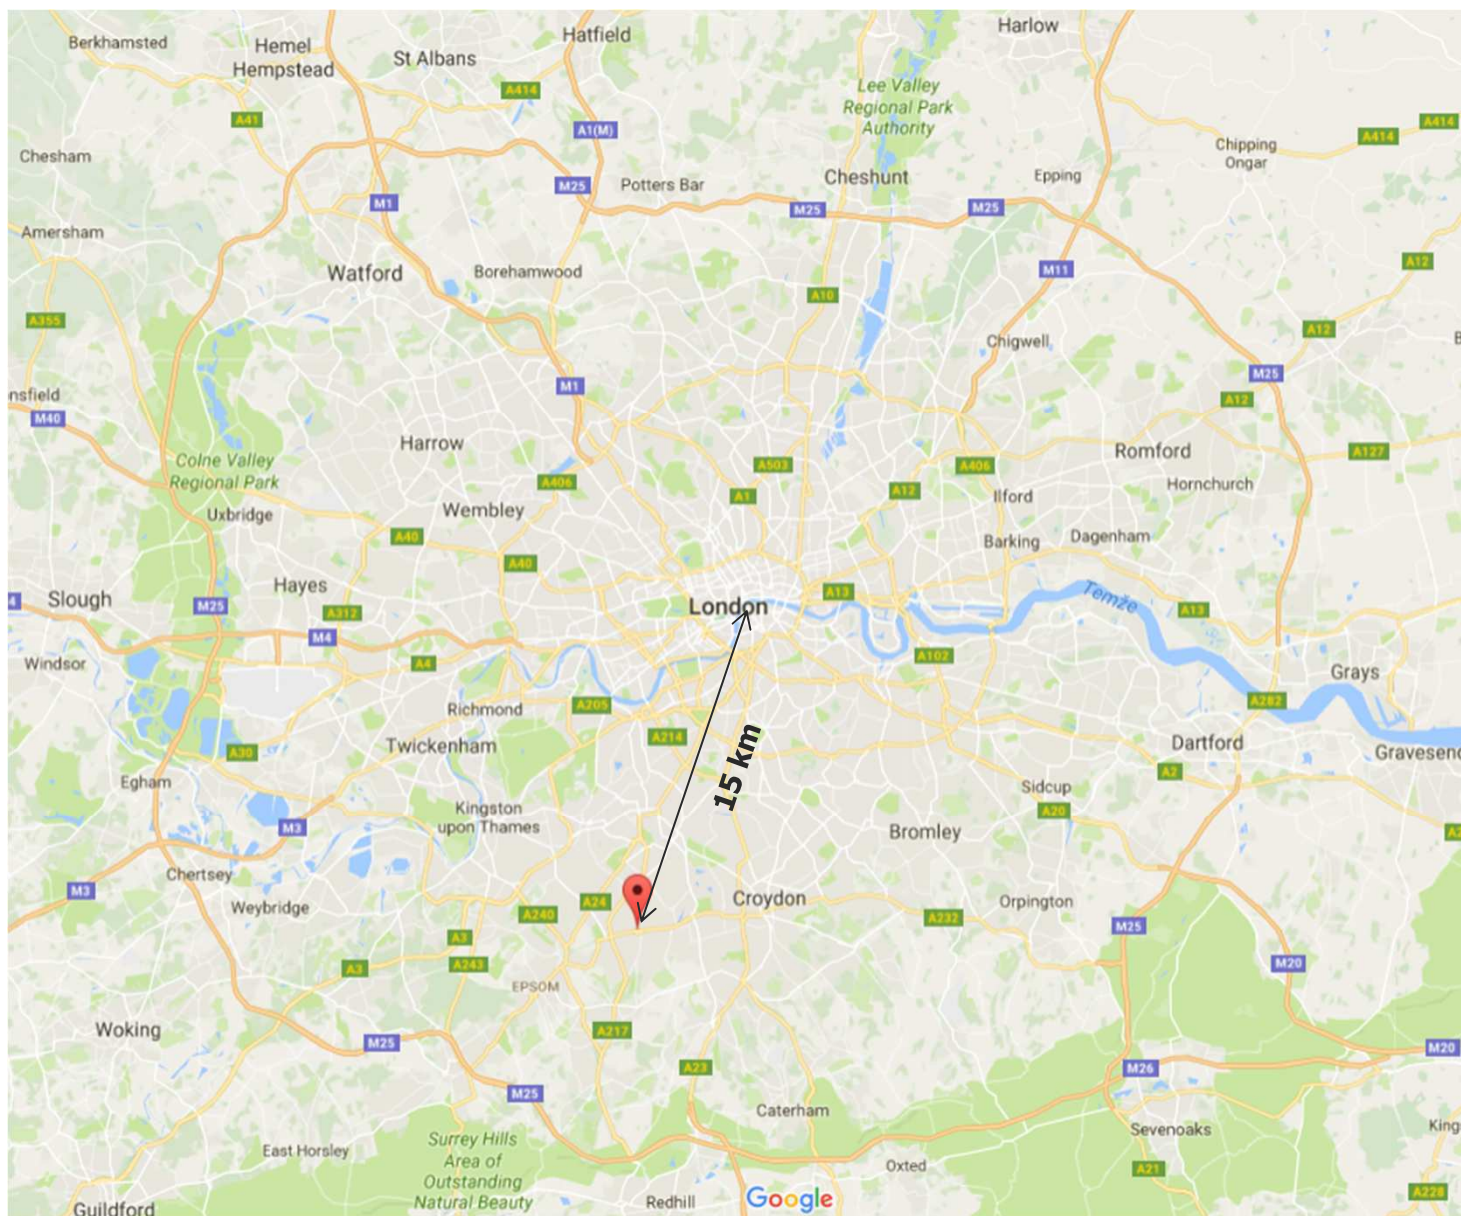 Harlow
Hatfield
Berkhamsted
Hemel
Hempstead
St Albans
A414
Lee Valley
Regional Park
Authority
A41
A1(M)
A414
A414
Chipping
Ongar
Chesham
M25
Potters Bar
Cheshunt
Epping
M1
M25
M25
Amersham
Watford
Borehamwood
M11
A12
A10
A355
A12
Chigwell
M25
M1
nsfield
A12
M40
Harrow
Romford
A127
Colne Valley
Regional Park
A503
A406
A406
Hornchurch
A12
A1
Ilford
Wembley
Uxbridge
A40
Dagenham
Barking
A40
Hayes
A13
Slough
4
M25
A312
London
Temže
A13
M4
Windsor
A4
A102
Grays
A282
Richmond
A205
A214
Twickenham
A30
Dartford
Gravesend
15 km
A2
Egham
Sidcup
Kingston
upon Thames
A20
M3
Bromley
Chertsey
M3
Croydon
A24
Weybridge
A240
Orpington
A232
M25
A3
A3
A243
M20
EPSOM
Woking
A217
M25
M20
A23
M26
M25
Caterham
Sevenoaks
King
East Horsley
Surrey Hills
Area of
Outstanding
Natural Beauty
Oxted
A21
A228
Redhill
Google
Guildford